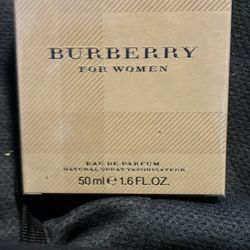 BURBERRY
FOR WOMEN
EAU DE PARFUM
NATURAL SPRAY VAPORISATEUR
50 ml ℮ 1.6 FL.OZ.